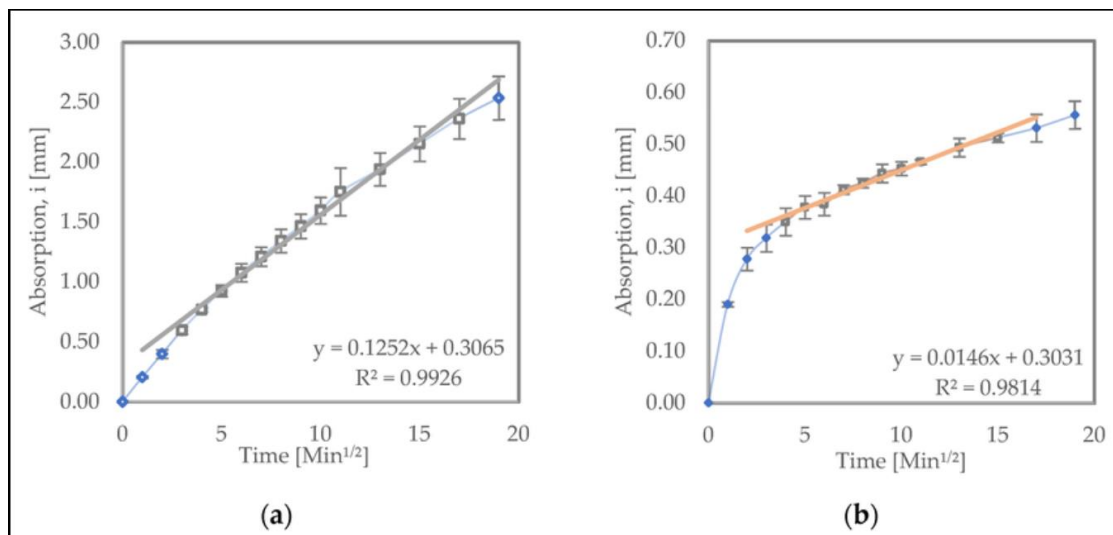 3.00
2.50
2.00
1.50
1.00
0.50
0.00
Absorption, i [mm]
y = 0.1252x + 0.3065
R² = 0.9926
0 5 10 15 20
Time [Min¹/²]
(a)
0.70
0.60
0.50
0.40
0.30
0.20
0.10
0.00
Absorption, i [mm]
y = 0.0146x + 0.3031
R² = 0.9814
0 5 10 15 20
Time [Min¹/²]
(b)